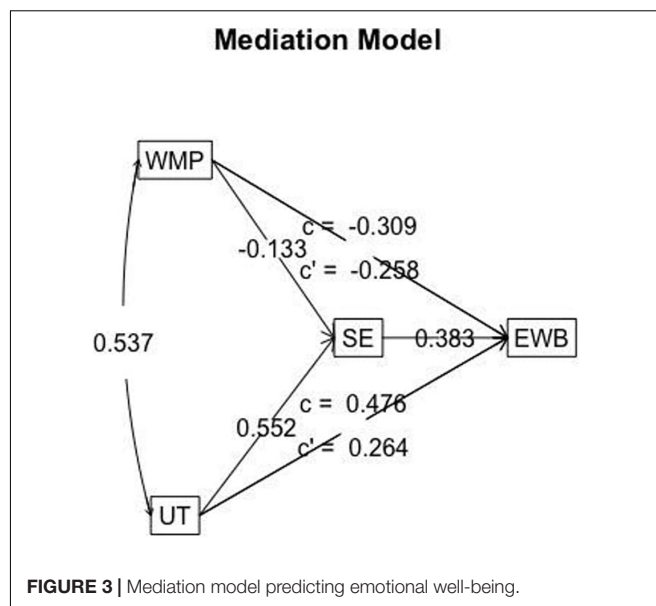 Mediation Model
WMP
c = -0.309
-0.133
c' = -0.258
0.537
SE
0.383
EWB
c = 0.476
0.552
c' = 0.264
UT
FIGURE 3 | Mediation model predicting emotional well-being.